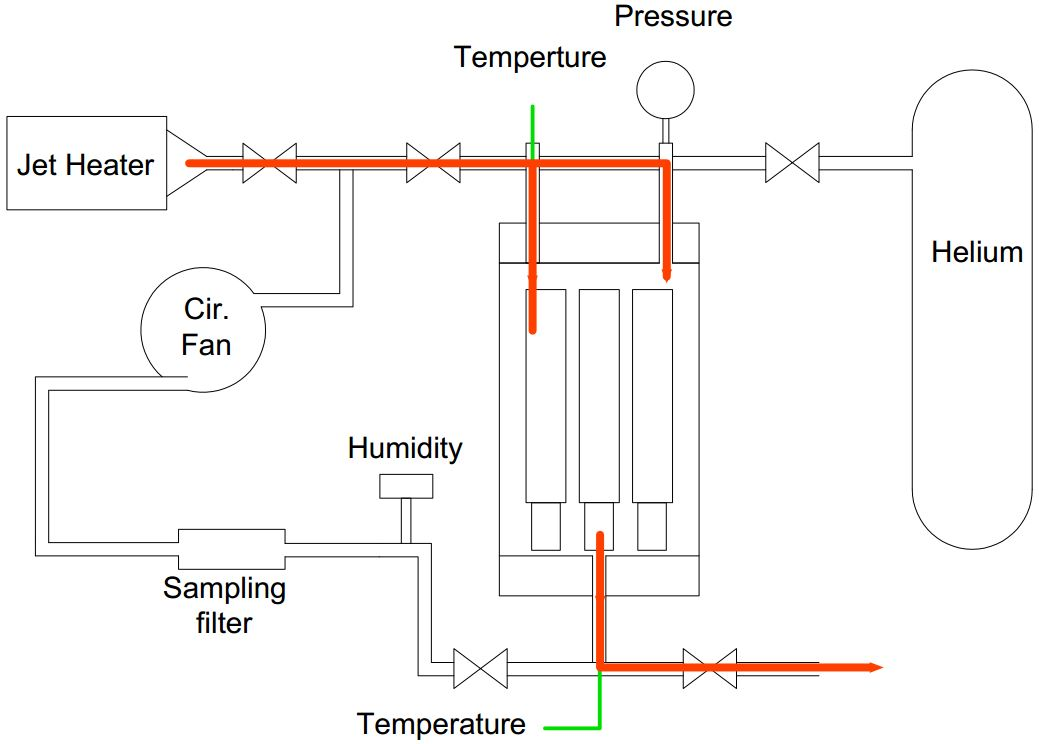 Pressure
Temperture
Jet Heater
Helium
Cir.
Fan
Humidity
Sampling
filter
Temperature